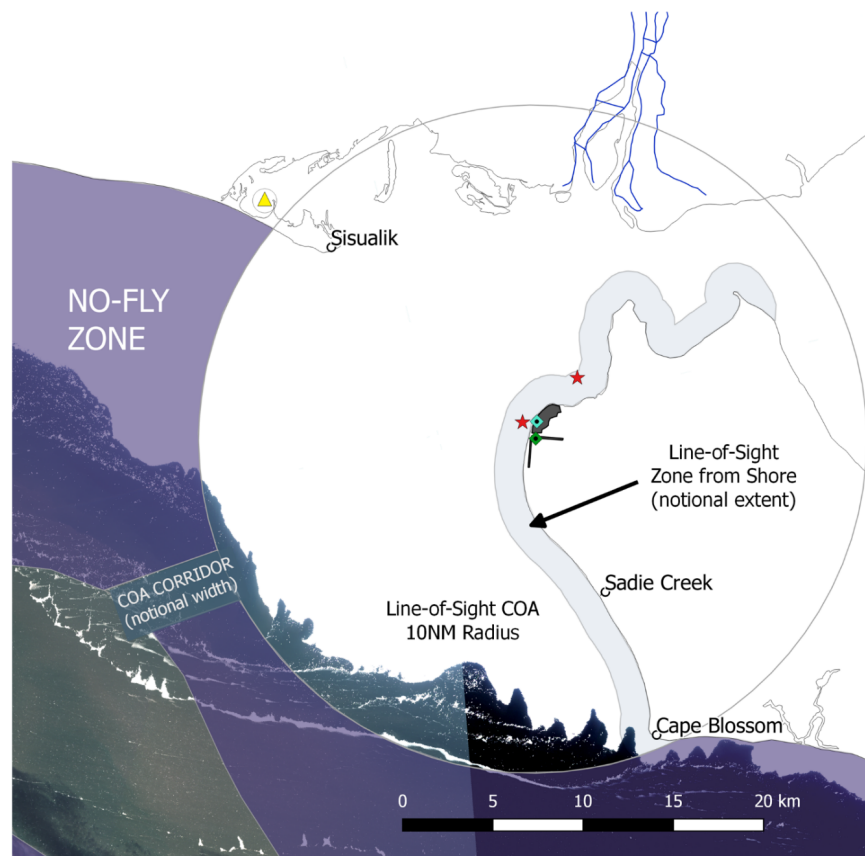 Sisualik
NO-FLY
ZONE
Line-of-Sight
Zone from Shore
(notional extent)
COA CORRIDOR
(notional width)
Sadie Creek
Line-of-Sight COA
10NM Radius
Cape Blossom
0 5 10 15 20 km